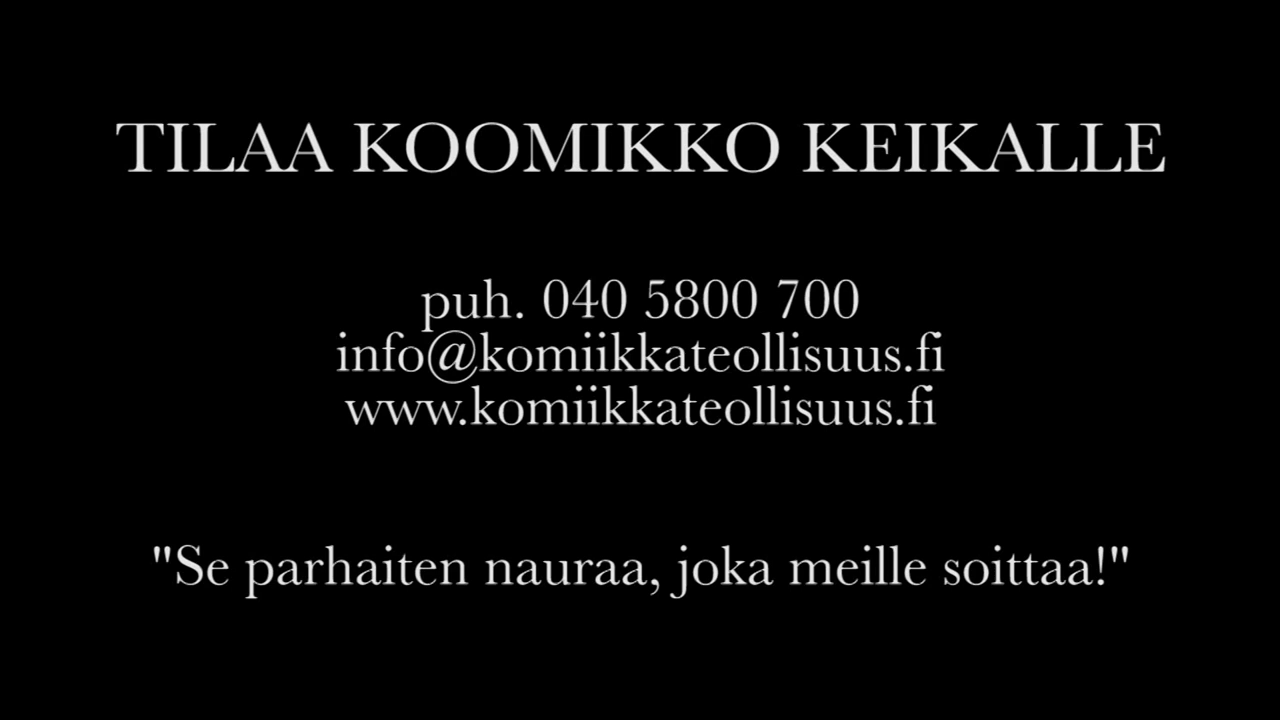 TILAA KOOMIKKO KEIKALLE
puh. 040 5800 700
info@komiikkateollisuus.fi
www.komiikkateollisuus.fi
"Se parhaiten nauraa, joka meille soittaa!"